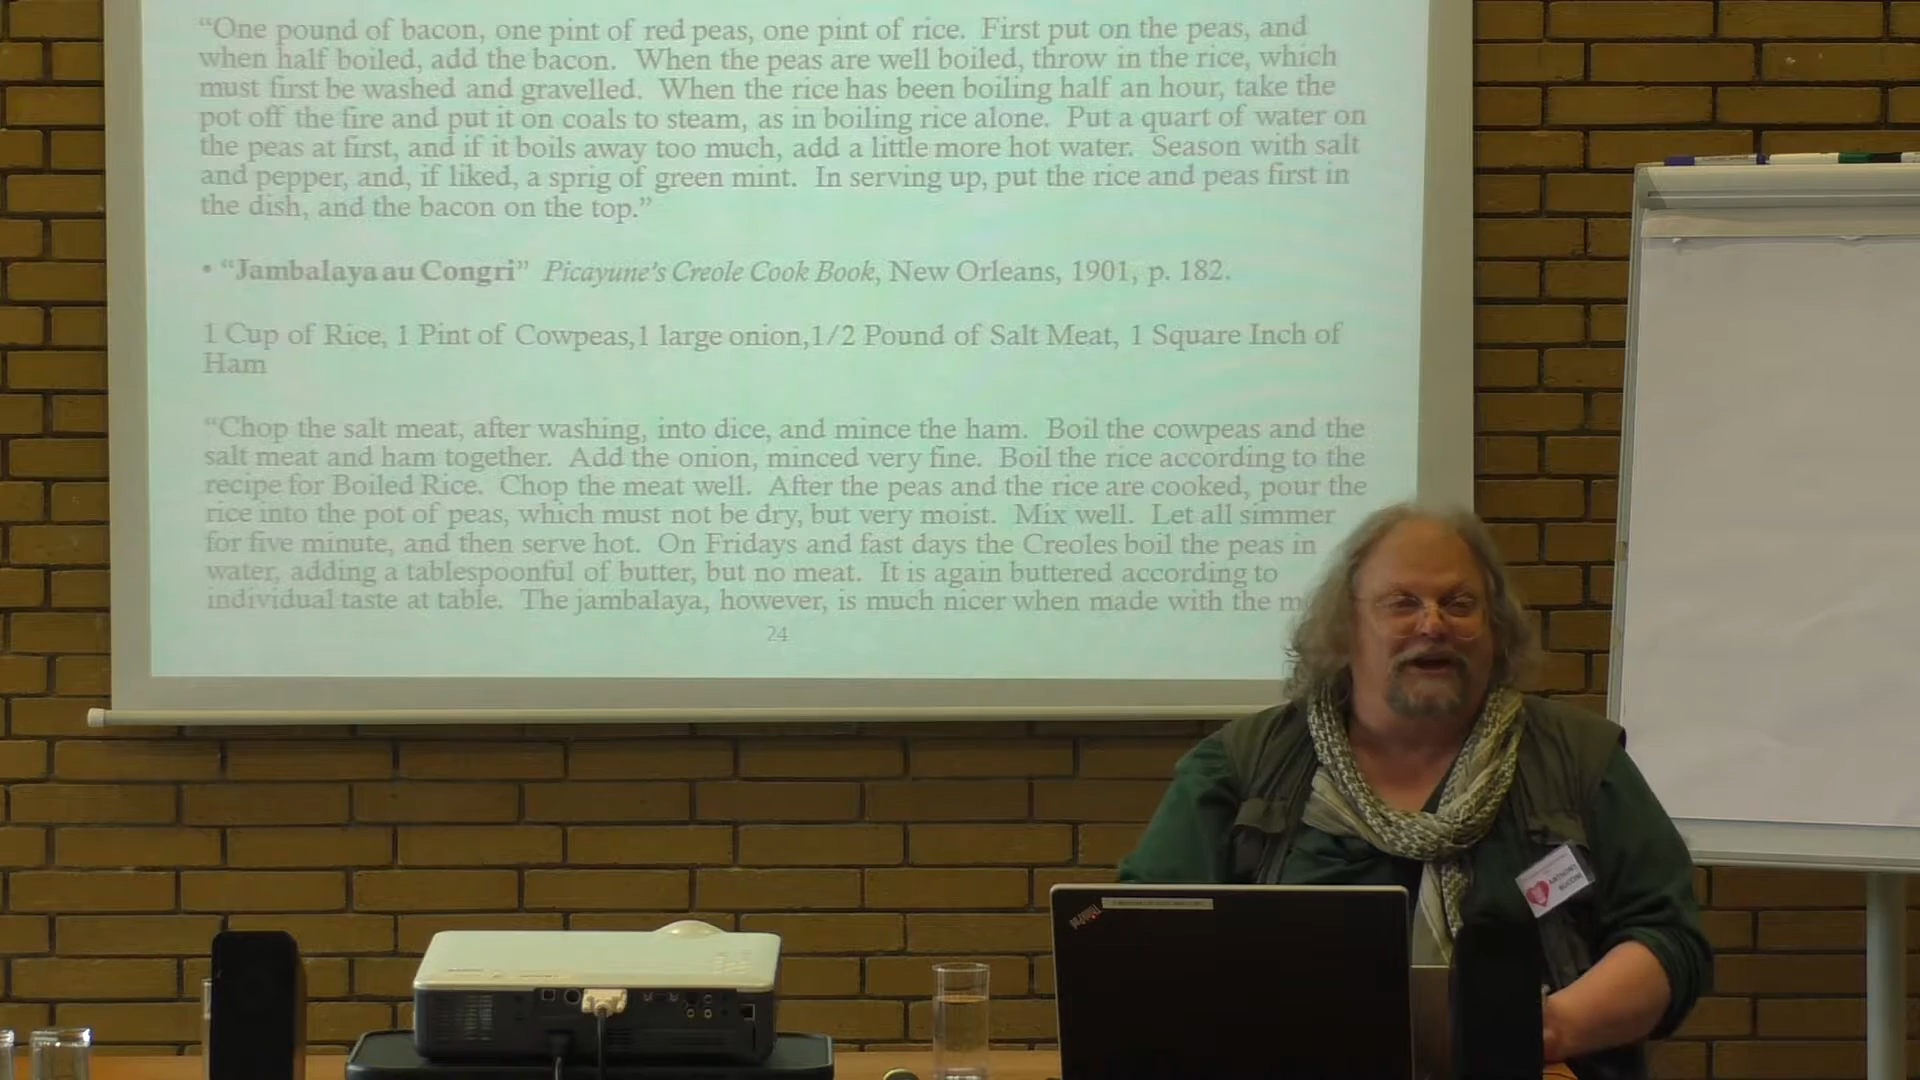 “One pound of bacon, one pint of red peas, one pint of rice. First put on the peas, and
when half boiled, add the bacon. When the peas are well boiled, throw in the rice, which
must first be washed and gravelled. When the rice has been boiling half an hour, take the
pot off the fire and put it on coals to steam, as in boiling rice alone. Put a quart of water on
the peas at first, and if it boils away too much, add a little more hot water. Season with salt
and pepper, and, if liked, a sprig of green mint. In serving up, put the rice and peas first in
the dish, and the bacon on the top.”
• “Jambalaya au Congri” Picayune's Creole Cook Book, New Orleans, 1901, p. 182.
1 Cup of Rice, 1 Pint of Cowpeas,1 large onion,1/2 Pound of Salt Meat, 1 Square Inch of
Ham
“Chop the salt meat, after washing, into dice, and mince the ham. Boil the cowpeas and the
salt meat and ham together. Add the onion, minced very fine. Boil the rice according to the
recipe for Boiled Rice. Chop the meat well. After the peas and the rice are cooked, pour the
rice into the pot of peas, which must not be dry, but very moist. Mix well. Let all simmer
for five minute, and then serve hot. On Fridays and fast days the Creoles boil the peas in
water, adding a tablespoonful of butter, but no meat. It is again buttered according to
individual taste at table. The jambalaya, however, is much nicer when made with the m
24
ThinkPad
ANTHONY
BUCCINI